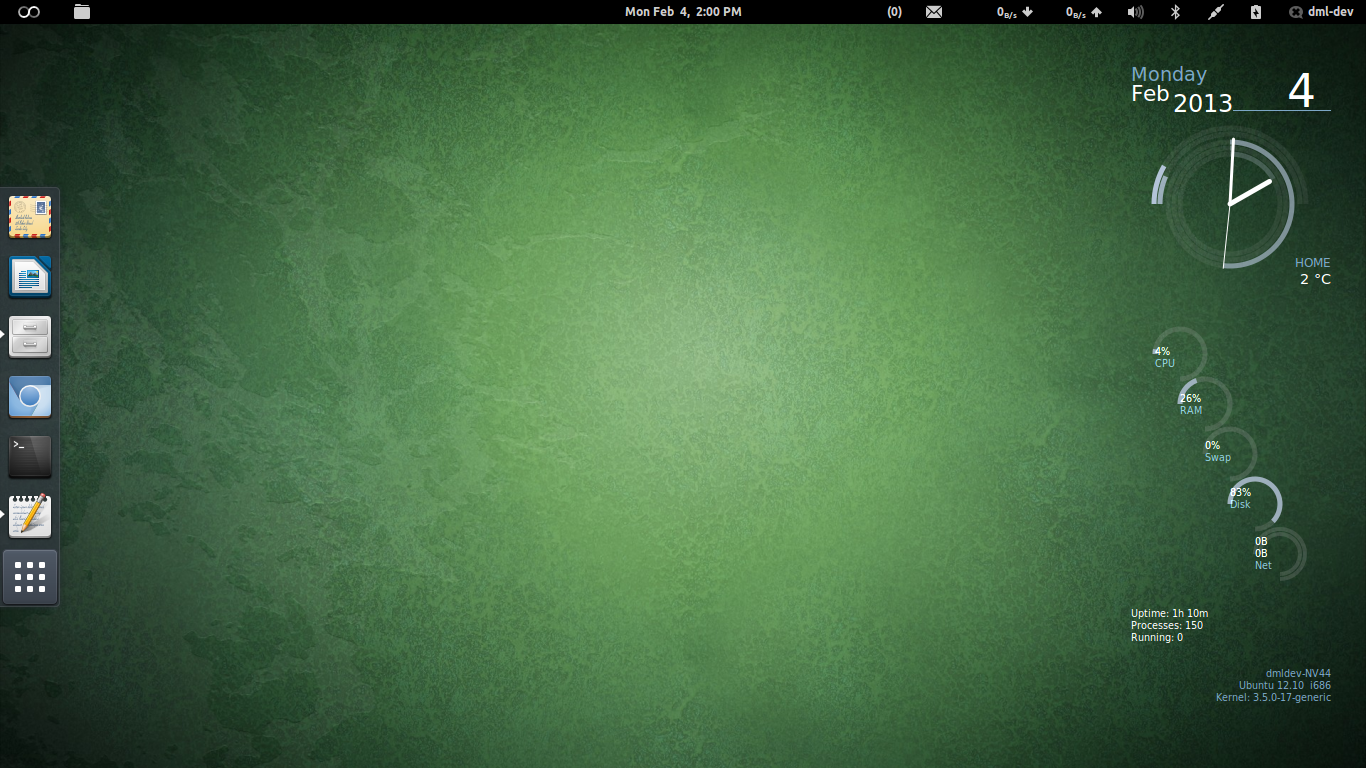 Mon Feb 4, 2:00 PM
(0)
0B/s
0B/s
dml-dev
Monday
Feb 2013 4
HOME
2 °C
4%
CPU
26%
RAM
0%
Swap
83%
Disk
0B
0B
Net
>_
Uptime: 1h 10m
Processes: 150
Running: 0
dmldev-NV44
Ubuntu 12.10 i686
Kernel: 3.5.0-17-generic